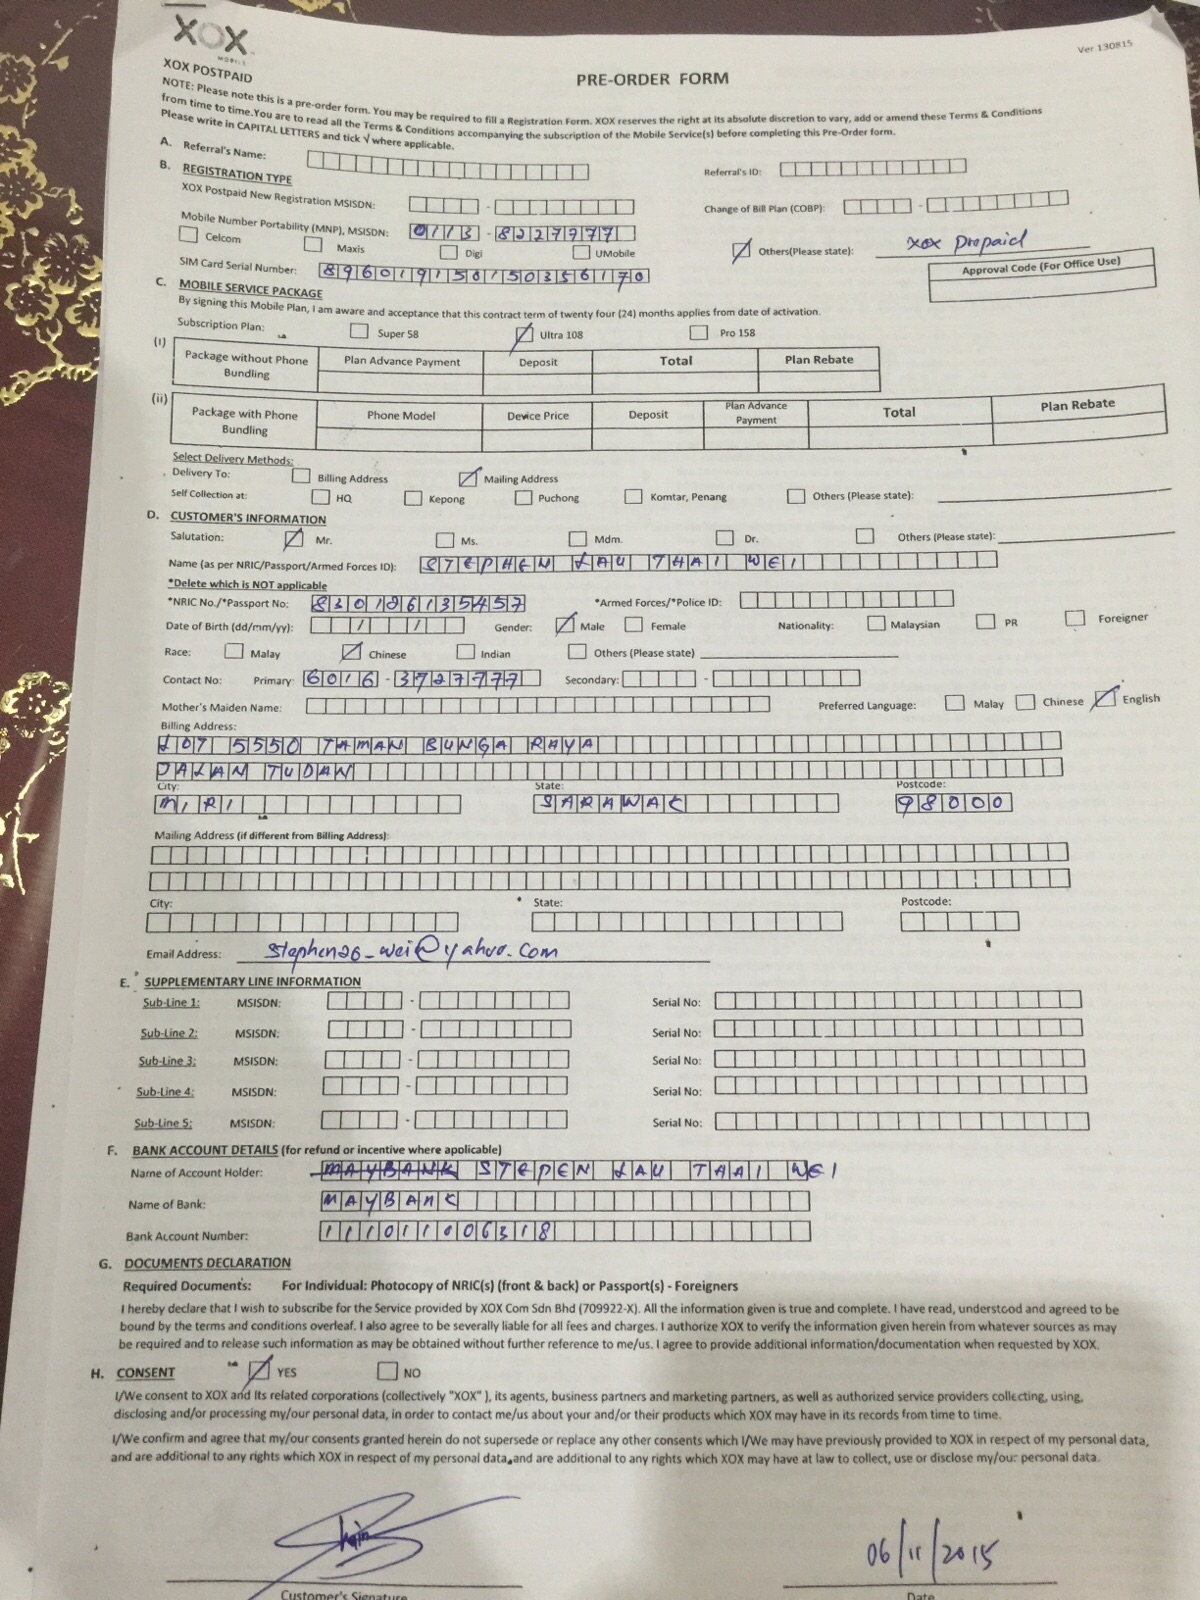 XOX
MOBILE
Ver 130815
XOX POSTPAID
PRE-ORDER FORM
NOTE: Please note this is a pre-order form. You may be required to fill a Registration Form. XOX reserves the right at its absolute discretion to vary, add or amend these Terms & Conditions
from time to time.You are to read all the Terms & Conditions accompanying the subscription of the Mobile Service(s) before completing this Pre-Order form.
Please write in CAPITAL LETTERS and tick √ where applicable.
A. Referral's Name: Referral's ID:
B. REGISTRATION TYPE
XOX Postpaid New Registration MSISDN: - Change of Bill Plan (COBP): -
Mobile Number Portability (MNP), MSISDN: 0113 - 8227777
Celcom Maxis Digi UMobile Others(Please state): xox prepaid
SIM Card Serial Number: 896019150150356170
Approval Code (For Office Use)
C. MOBILE SERVICE PACKAGE
By signing this Mobile Plan, I am aware and acceptance that this contract term of twenty four (24) months applies from date of activation.
Subscription Plan: Super 58 Ultra 108 Pro 158
(i) Package without Phone Bundling Plan Advance Payment Deposit Total Plan Rebate
(ii) Package with Phone Bundling Phone Model Device Price Deposit Plan Advance Payment Total Plan Rebate
Select Delivery Methods:
Delivery To: Billing Address Mailing Address
Self Collection at: HQ Kepong Puchong Komtar, Penang Others (Please state):
D. CUSTOMER'S INFORMATION
Salutation: Mr. Ms. Mdm. Dr. Others (Please state):
Name (as per NRIC/Passport/Armed Forces ID): STEPHEN LAU THAI WEI
*Delete which is NOT applicable
*NRIC No./*Passport No: 830126135457 *Armed Forces/*Police ID:
Date of Birth (dd/mm/yy): / / Gender: Male Female Nationality: Malaysian PR Foreigner
Race: Malay Chinese Indian Others (Please state)
Contact No: Primary: 6016 - 3727777 Secondary: -
Mother's Maiden Name: Preferred Language: Malay Chinese English
Billing Address:
LOT 5550 TAMAN BUNGA RAYA
JALAN TUDAN
City: State: Postcode:
MIRI SARAWAK 98000
Mailing Address (if different from Billing Address):
City: State: Postcode:
Email Address: stephen26_wei@yahoo.com
E. SUPPLEMENTARY LINE INFORMATION
Sub-Line 1: MSISDN: - Serial No:
Sub-Line 2: MSISDN: - Serial No:
Sub-Line 3: MSISDN: - Serial No:
Sub-Line 4: MSISDN: - Serial No:
Sub-Line 5: MSISDN: - Serial No:
F. BANK ACCOUNT DETAILS (for refund or incentive where applicable)
Name of Account Holder: MAYBANK STEPEN LAU THAI WEI
Name of Bank: MAYBANK
Bank Account Number: 111011006318
G. DOCUMENTS DECLARATION
Required Documents: For Individual: Photocopy of NRIC(s) (front & back) or Passport(s) - Foreigners
I hereby declare that I wish to subscribe for the Service provided by XOX Com Sdn Bhd (709922-X). All the information given is true and complete. I have read, understood and agreed to be
bound by the terms and conditions overleaf. I also agree to be severally liable for all fees and charges. I authorize XOX to verify the information given herein from whatever sources as may
be required and to release such information as may be obtained without further reference to me/us. I agree to provide additional information/documentation when requested by XOX.
H. CONSENT YES NO
I/We consent to XOX and its related corporations (collectively "XOX" ), its agents, business partners and marketing partners, as well as authorized service providers collecting, using,
disclosing and/or processing my/our personal data, in order to contact me/us about your and/or their products which XOX may have in its records from time to time.
I/We confirm and agree that my/our consents granted herein do not supersede or replace any other consents which I/We may have previously provided to XOX in respect of my personal data,
and are additional to any rights which XOX in respect of my personal data,and are additional to any rights which XOX may have at law to collect, use or disclose my/our personal data.
06/11/2015
Customer's Signature Date